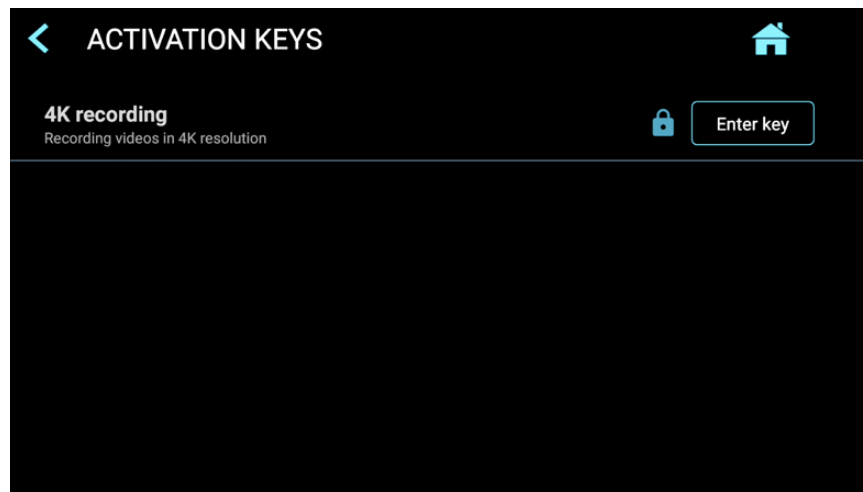 ACTIVATION KEYS
4K recording
Recording videos in 4K resolution
Enter key